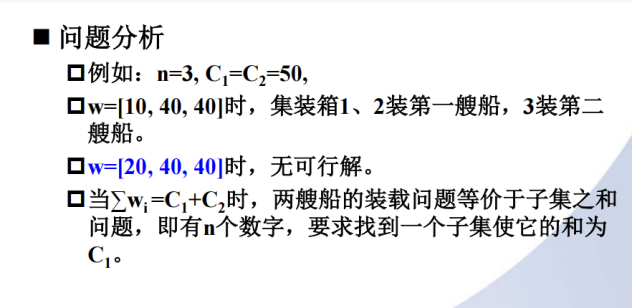 ■ 问题分析
❑例如：n=3, C₁=C₂=50,
❑w=[10, 40, 40]时，集装箱1、2装第一艘船，3装第二
艘船。
❑w=[20, 40, 40]时，无可行解。
❑当∑wᵢ=C₁+C₂时，两艘船的装载问题等价于子集之和
问题，即有n个数字，要求找到一个子集使它的和为
C₁。